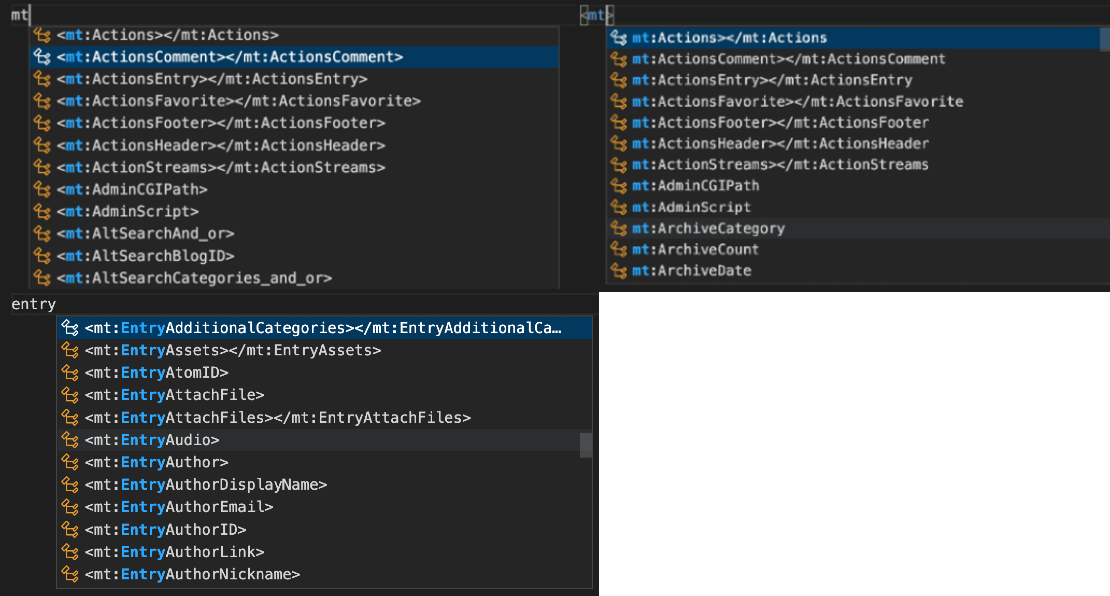 mt
<mt:Actions></mt:Actions>
<mt:ActionsComment></mt:ActionsComment>
<mt:ActionsEntry></mt:ActionsEntry>
<mt:ActionsFavorite></mt:ActionsFavorite>
<mt:ActionsFooter></mt:ActionsFooter>
<mt:ActionsHeader></mt:ActionsHeader>
<mt:ActionStreams></mt:ActionStreams>
<mt:AdminCGIPath>
<mt:AdminScript>
<mt:AltSearchAnd_or>
<mt:AltSearchBlogID>
<mt:AltSearchCategories_and_or>
<mt>
mt:Actions></mt:Actions
mt:ActionsComment></mt:ActionsComment
mt:ActionsEntry></mt:ActionsEntry
mt:ActionsFavorite></mt:ActionsFavorite
mt:ActionsFooter></mt:ActionsFooter
mt:ActionsHeader></mt:ActionsHeader
mt:ActionStreams></mt:ActionStreams
mt:AdminCGIPath
mt:AdminScript
mt:ArchiveCategory
mt:ArchiveCount
mt:ArchiveDate
entry
<mt:EntryAdditionalCategories></mt:EntryAdditionalCa…
<mt:EntryAssets></mt:EntryAssets>
<mt:EntryAtomID>
<mt:EntryAttachFile>
<mt:EntryAttachFiles></mt:EntryAttachFiles>
<mt:EntryAudio>
<mt:EntryAuthor>
<mt:EntryAuthorDisplayName>
<mt:EntryAuthorEmail>
<mt:EntryAuthorID>
<mt:EntryAuthorLink>
<mt:EntryAuthorNickname>